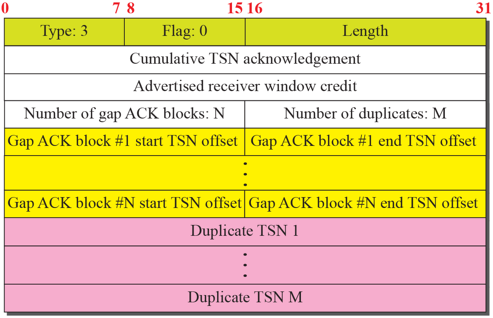 0 7 8 15 16 31
Type: 3 Flag: 0 Length
Cumulative TSN acknowledgement
Advertised receiver window credit
Number of gap ACK blocks: N Number of duplicates: M
Gap ACK block #1 start TSN offset Gap ACK block #1 end TSN offset
Gap ACK block #N start TSN offset Gap ACK block #N end TSN offset
Duplicate TSN 1
Duplicate TSN M